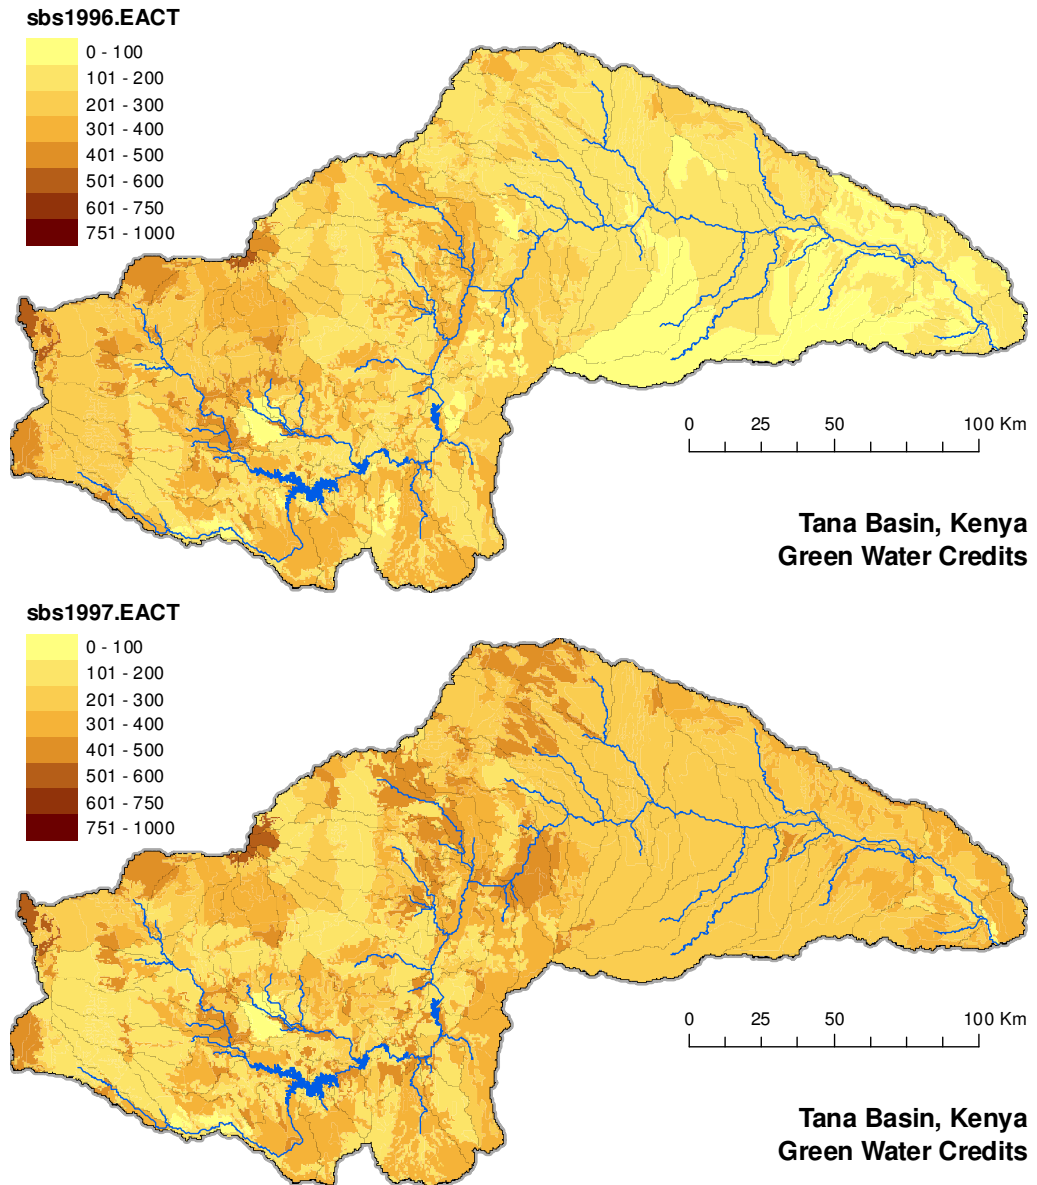 sbs1996.EACT
0 - 100
101 - 200
201 - 300
301 - 400
401 - 500
501 - 600
601 - 750
751 - 1000
0 25 50 100 Km
Tana Basin, Kenya
Green Water Credits
sbs1997.EACT
0 - 100
101 - 200
201 - 300
301 - 400
401 - 500
501 - 600
601 - 750
751 - 1000
0 25 50 100 Km
Tana Basin, Kenya
Green Water Credits